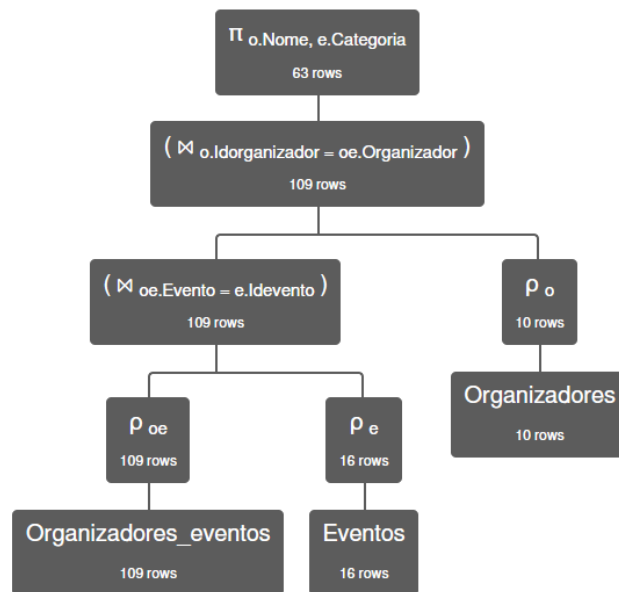 π o.Nome, e.Categoria
63 rows
( ⋈ o.Idorganizador = oe.Organizador )
109 rows
( ⋈ oe.Evento = e.Idevento )
109 rows
ρ o
10 rows
Organizadores
10 rows
ρ oe
109 rows
ρ e
16 rows
Organizadores_eventos
109 rows
Eventos
16 rows